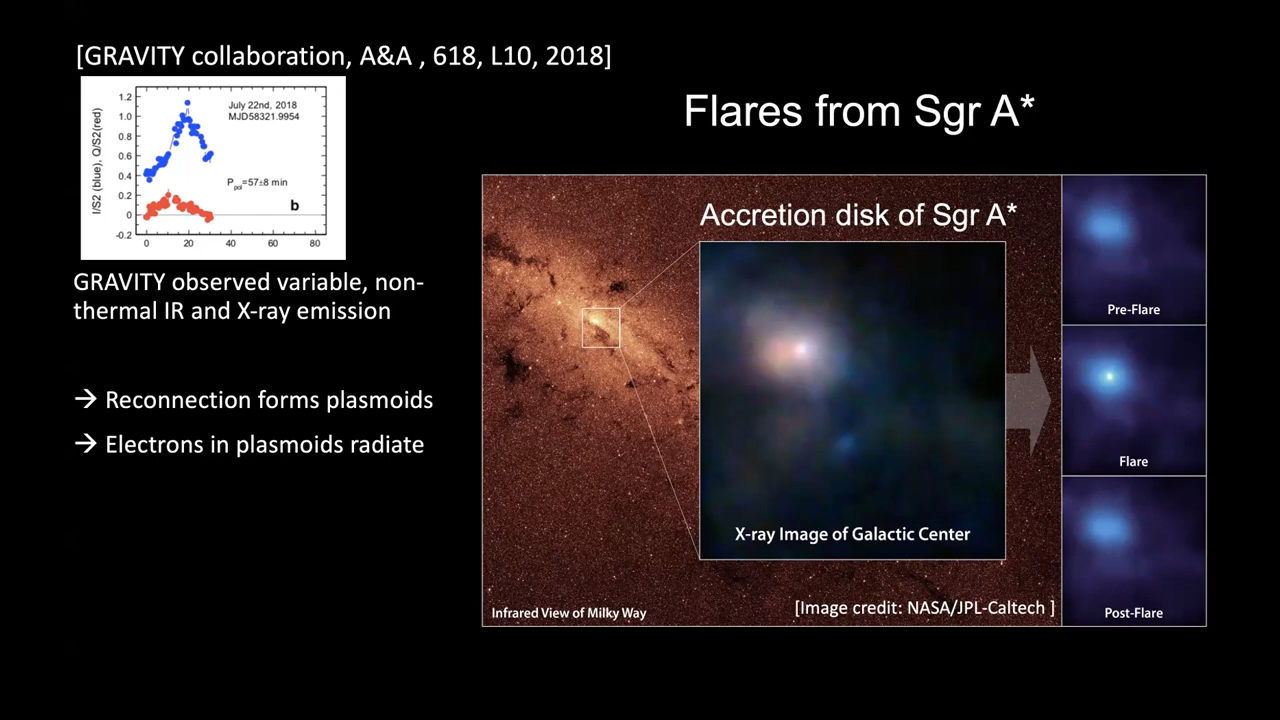 [GRAVITY collaboration, A&A , 618, L10, 2018]
Flares from Sgr A*
I/S2 (blue), Q/S2(red)
1.2
1.0
0.8
0.6
0.4
0.2
0
-0.2
July 22nd, 2018
MJD58321.9954
Ppol=57±8 min
b
0 20 40 60 80
GRAVITY observed variable, non-
thermal IR and X-ray emission
→ Reconnection forms plasmoids
→ Electrons in plasmoids radiate
Accretion disk of Sgr A*
X-ray Image of Galactic Center
Infrared View of Milky Way
[Image credit: NASA/JPL-Caltech ]
Pre-Flare
Flare
Post-Flare